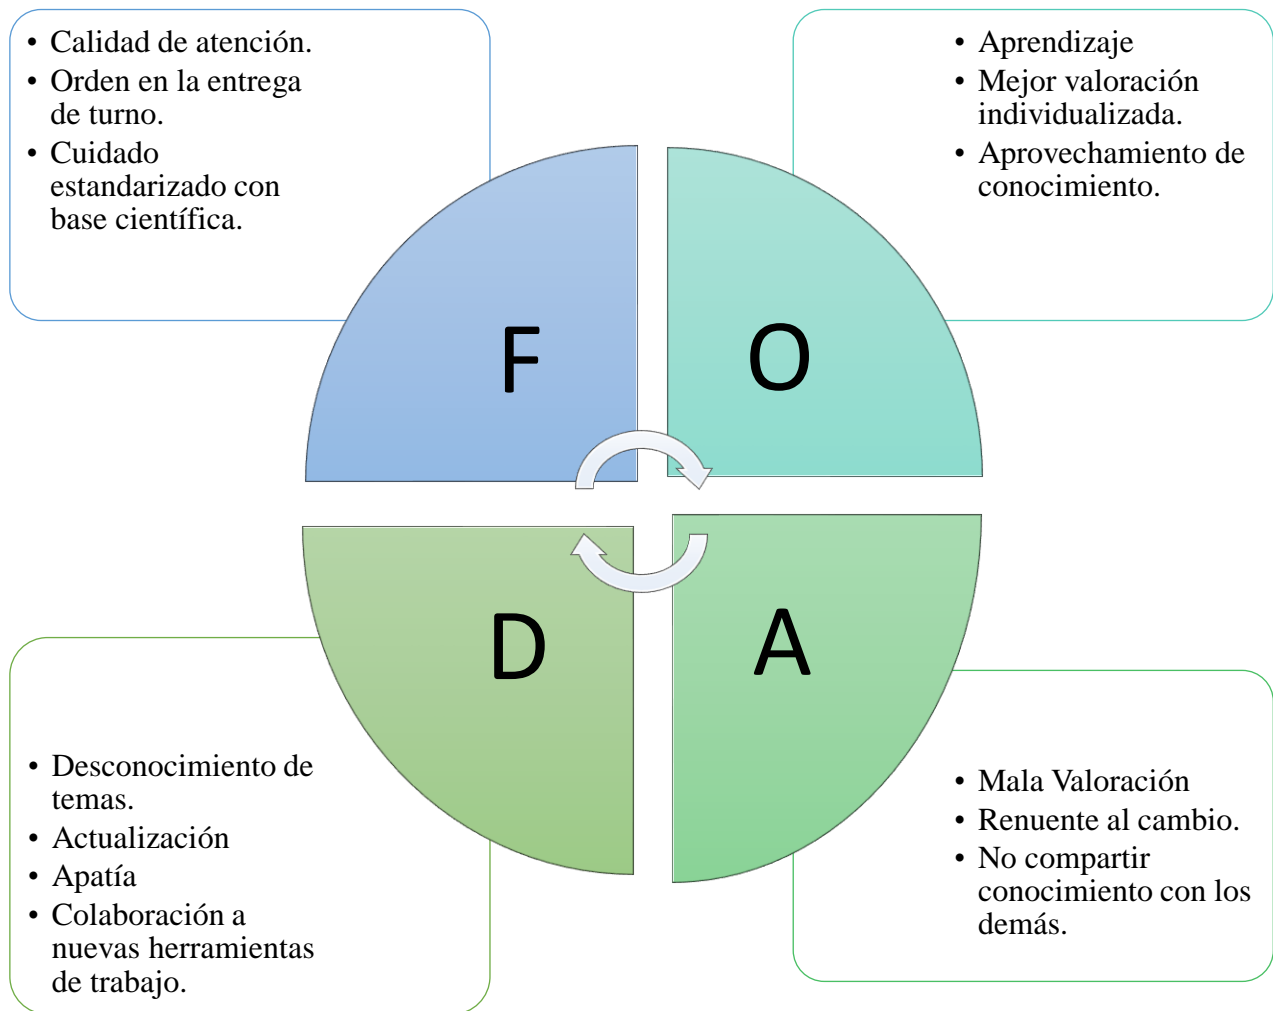 • Calidad de atención.
• Orden en la entrega
de turno.
• Cuidado
estandarizado con
base científica.
• Aprendizaje
• Mejor valoración
individualizada.
• Aprovechamiento de
conocimiento.
F
O
D
A
• Desconocimiento de
temas.
• Actualización
• Apatía
• Colaboración a
nuevas herramientas
de trabajo.
• Mala Valoración
• Renuente al cambio.
• No compartir
conocimiento con los
demás.